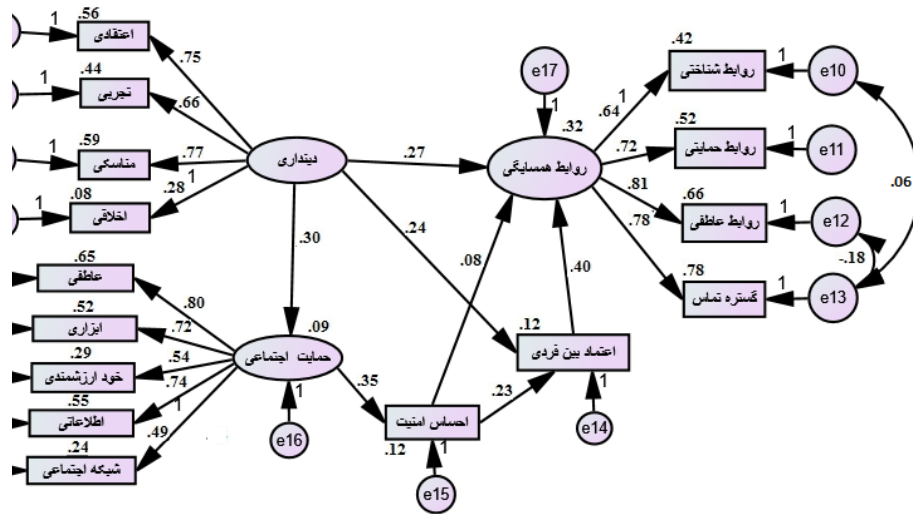 1
.56
اعتقادی
.75
1
.44
تجربی
.66
1
.59
مناسکی
.77
1
.08
اخلاقی
.28
1
دینداری
.27
.30
.24
.65
عاطفی
.80
.52
ابزاری
.72
.29
خود ارزشمندی
.54
.55
اطلاعاتی
.74
1
.24
شبکه اجتماعی
.49
.09
حمایت اجتماعی
1
e16
.35
احساس امنیت
.12
1
e15
.23
.08
.12
اعتماد بین فردی
1
e14
.40
e17
1
.32
روابط همسایگی
.64
1
.42
روابط شناختی
1
e10
.72
.52
روابط حمایتی
1
e11
.81
.66
روابط عاطفی
1
e12
.78
.78
گستره تماس
1
e13
-.18
.06